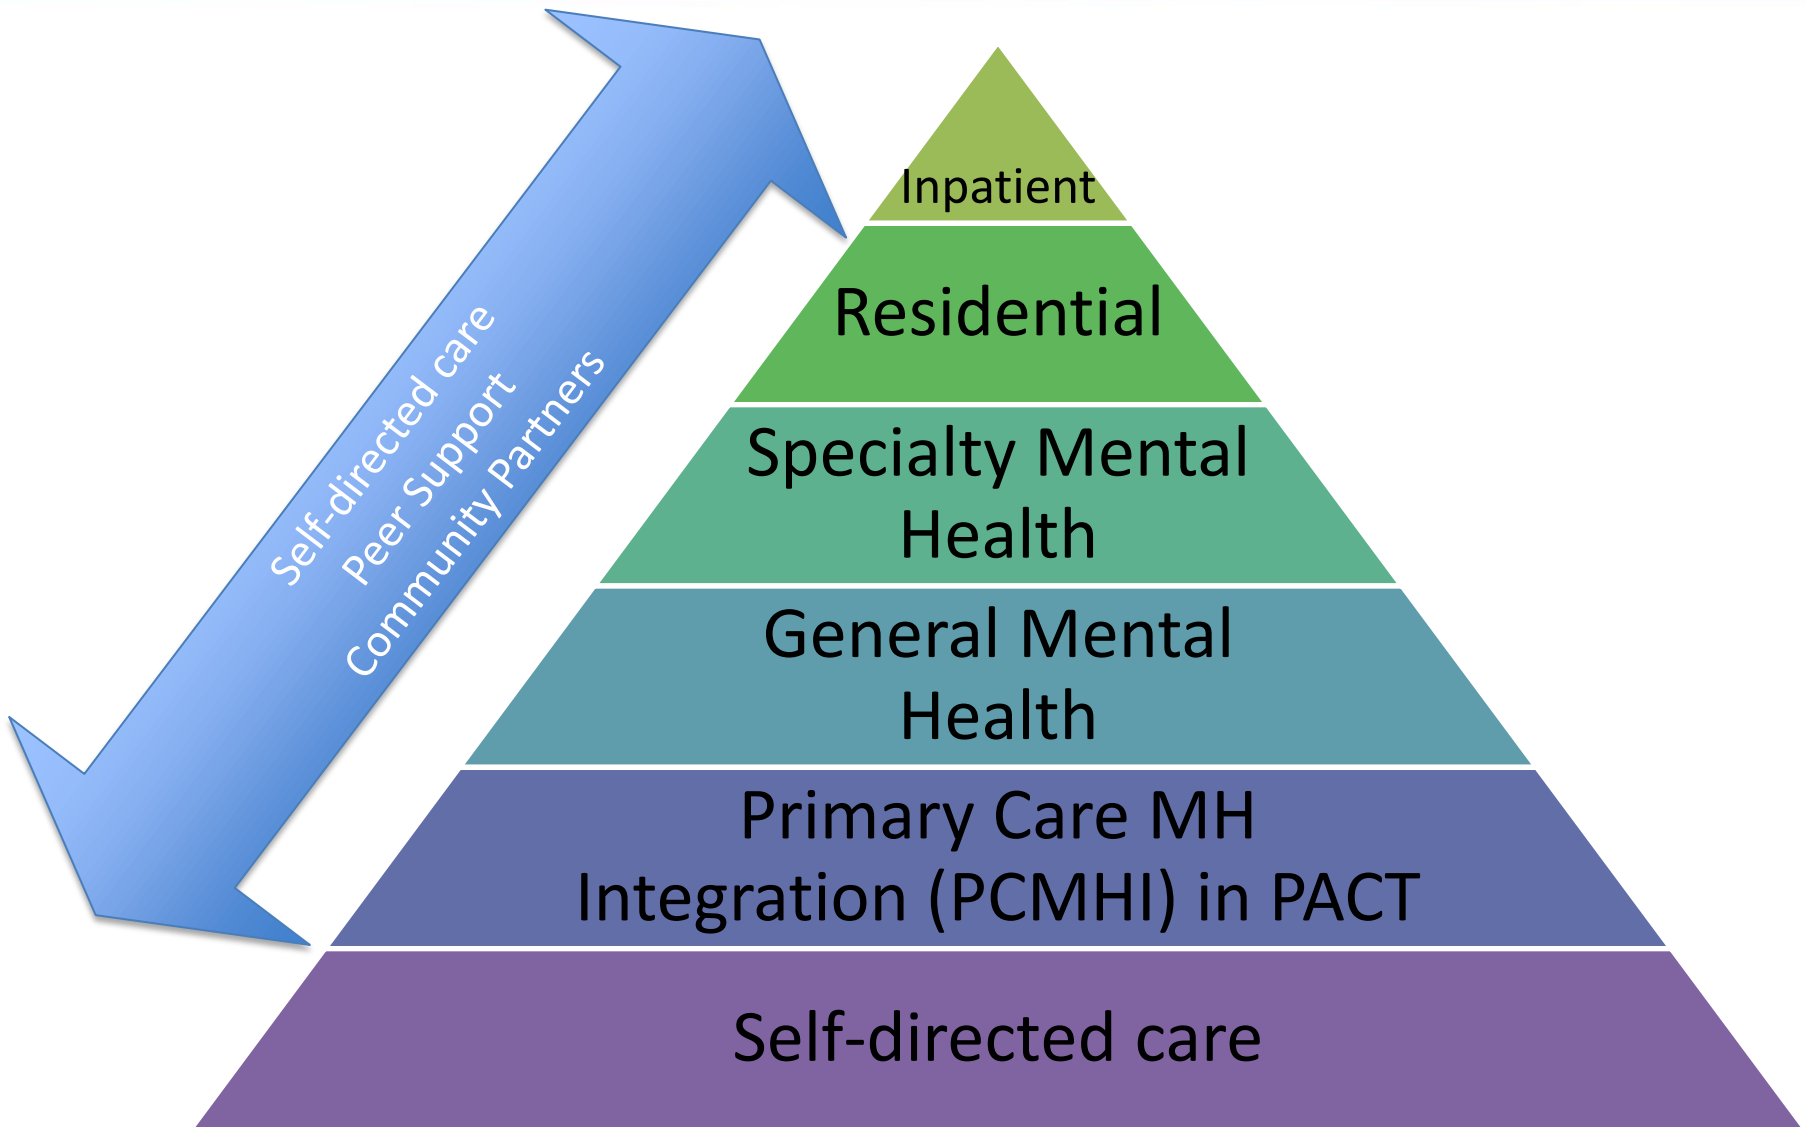 Self-directed care
Peer Support
Community Partners
Inpatient
Residential
Specialty Mental
Health
General Mental
Health
Primary Care MH
Integration (PCMHI) in PACT
Self-directed care